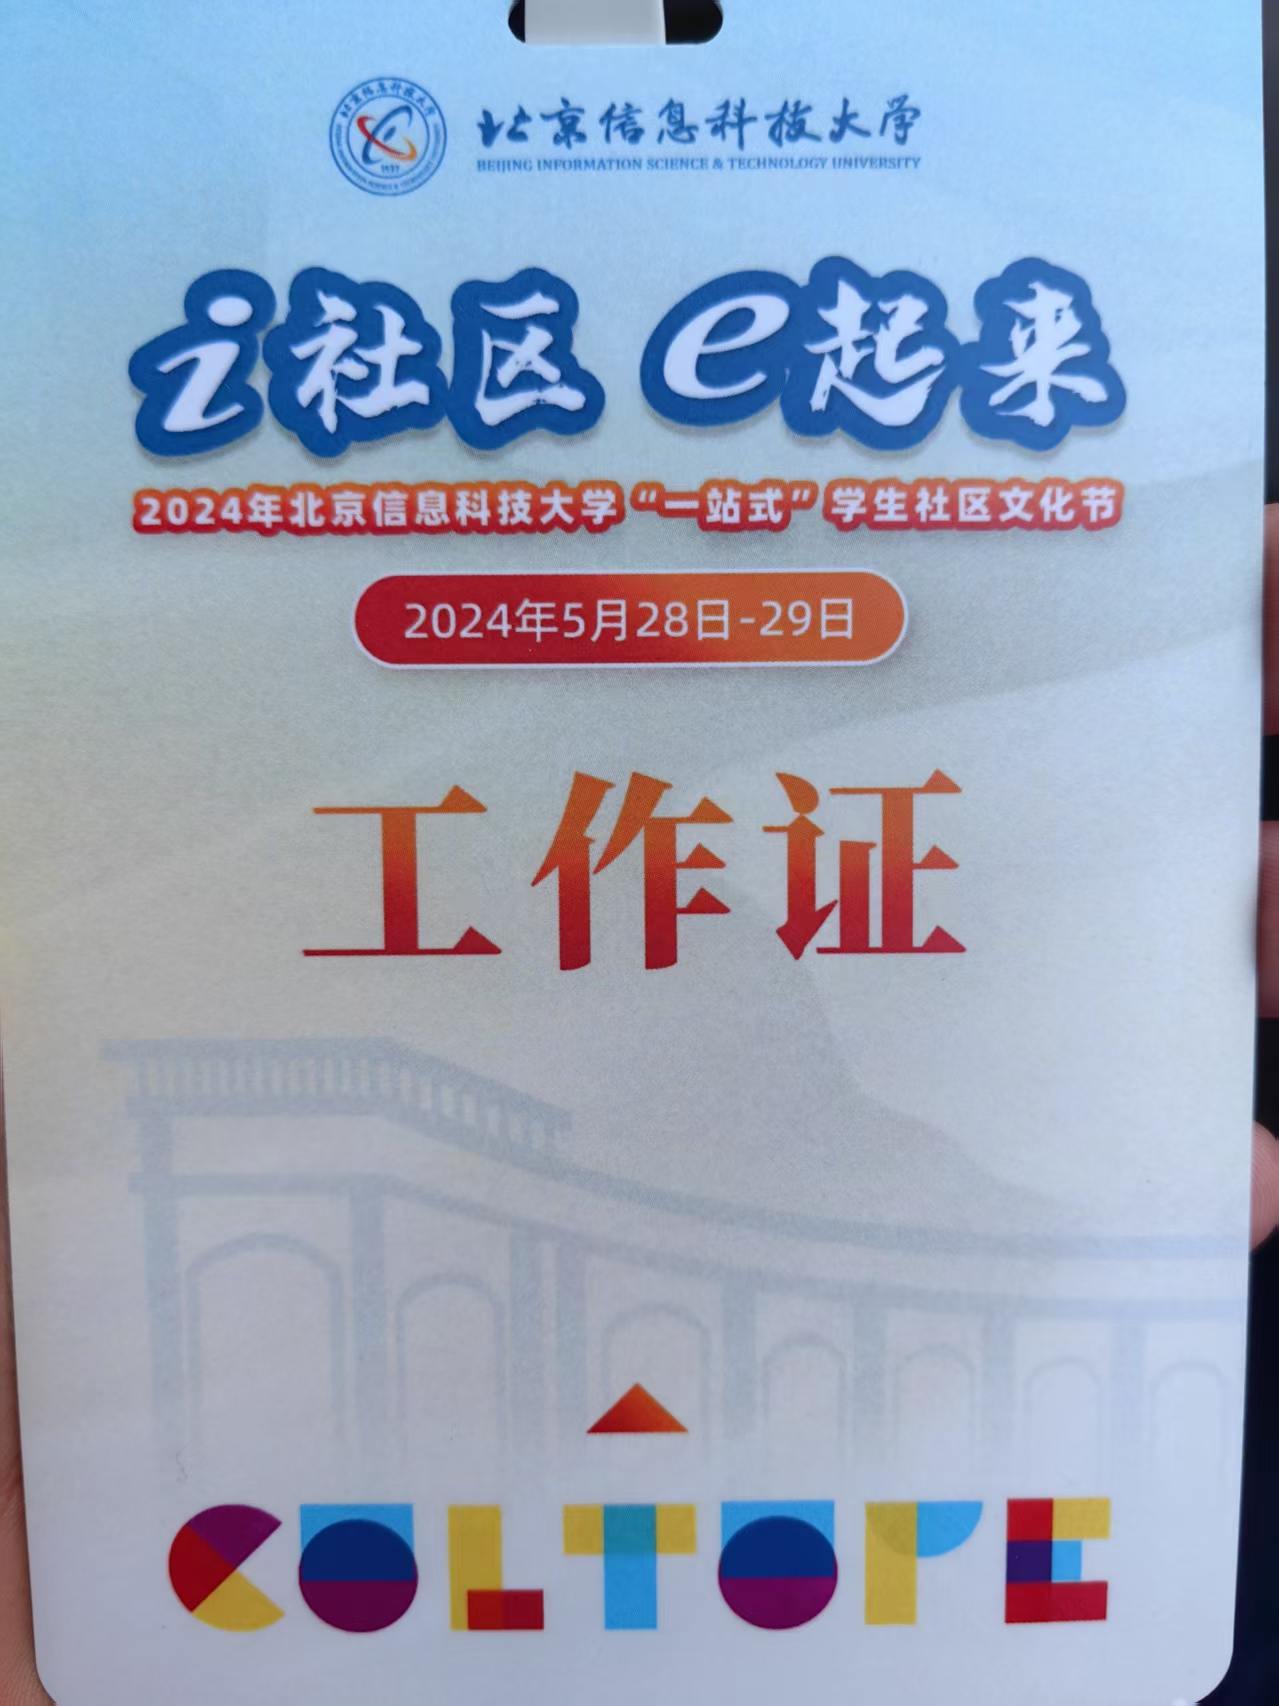 北京信息科技大学
BEIJING INFORMATION SCIENCE & TECHNOLOGY UNIVERSITY
i社区 e起来
2024年北京信息科技大学“一站式”学生社区文化节
2024年5月28日-29日
工作证
COLTOPE